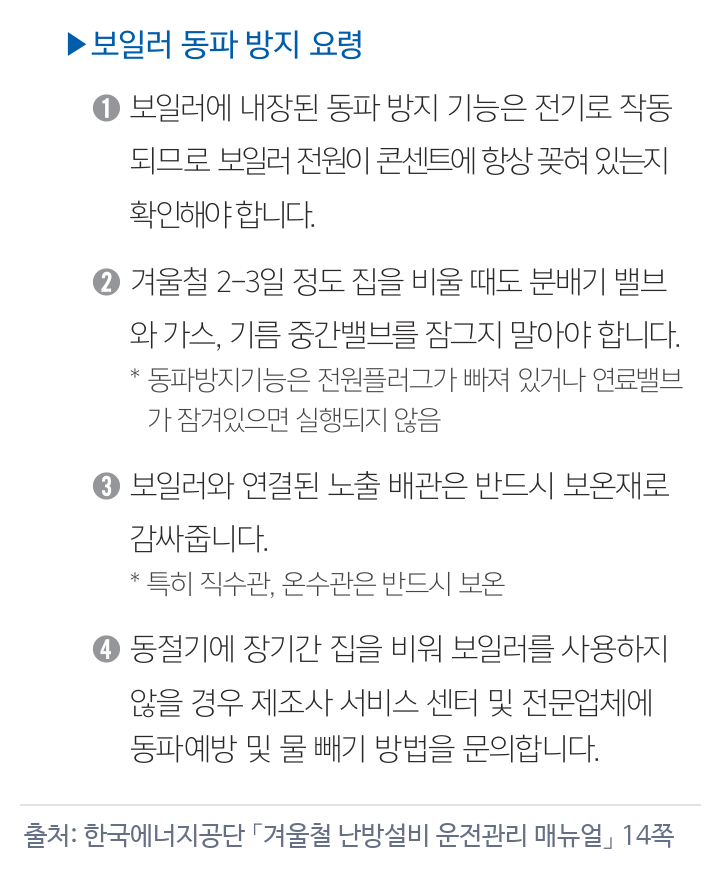 ▶보일러 동파 방지 요령
❶ 보일러에 내장된 동파 방지 기능은 전기로 작동
되므로 보일러 전원이 콘센트에 항상 꽂혀 있는지
확인해야 합니다.
❷ 겨울철 2-3일 정도 집을 비울 때도 분배기 밸브
와 가스, 기름 중간밸브를 잠그지 말아야 합니다.
* 동파방지기능은 전원플러그가 빠져 있거나 연료밸브
가 잠겨있으면 실행되지 않음
❸ 보일러와 연결된 노출 배관은 반드시 보온재로
감싸줍니다.
* 특히 직수관, 온수관은 반드시 보온
❹ 동절기에 장기간 집을 비워 보일러를 사용하지
않을 경우 제조사 서비스 센터 및 전문업체에
동파예방 및 물 빼기 방법을 문의합니다.
출처: 한국에너지공단 「겨울철 난방설비 운전관리 매뉴얼」 14쪽